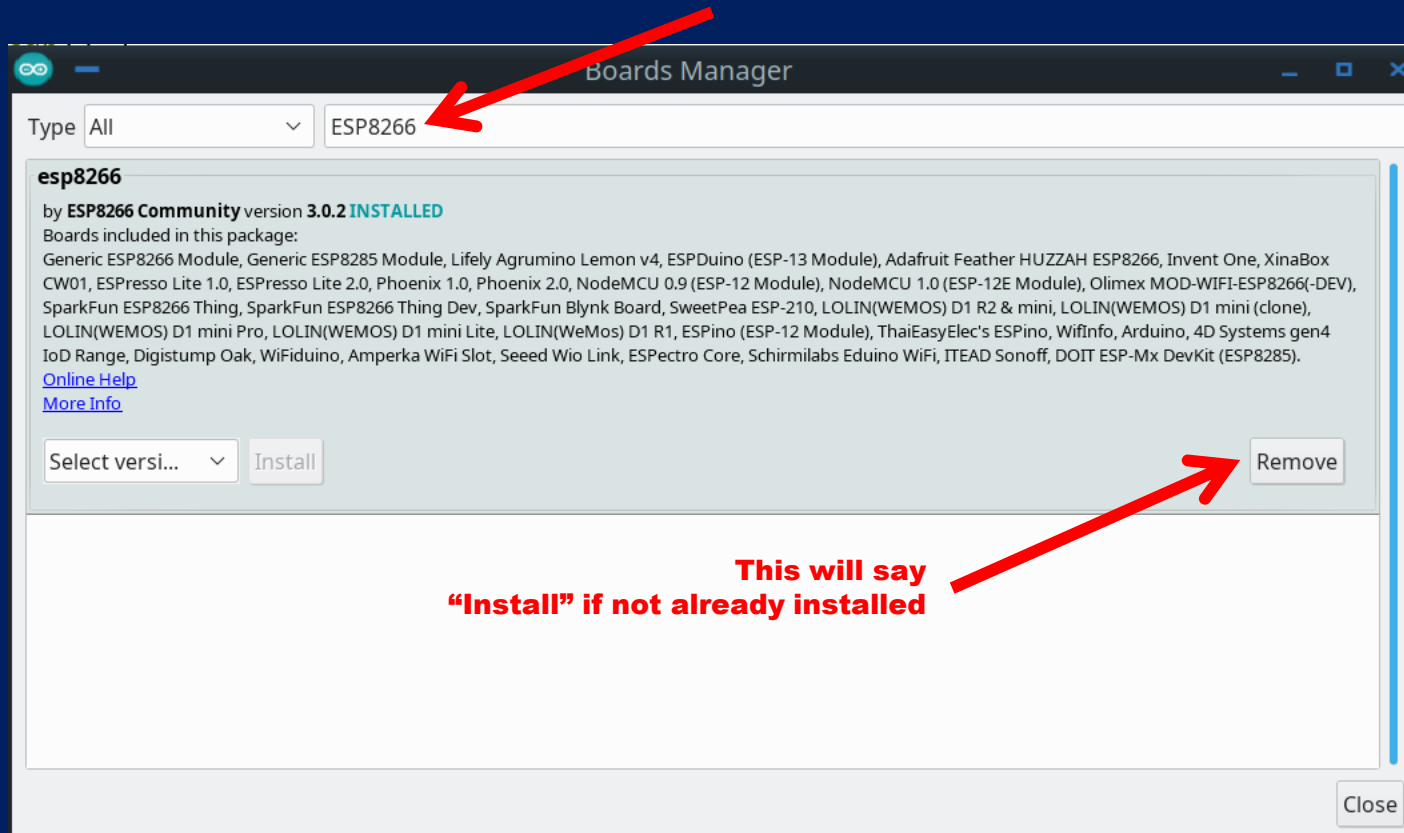 Boards Manager
Type All ESP8266
esp8266
by ESP8266 Community version 3.0.2 INSTALLED
Boards included in this package:
Generic ESP8266 Module, Generic ESP8285 Module, Lifely Agrumino Lemon v4, ESPDuino (ESP-13 Module), Adafruit Feather HUZZAH ESP8266, Invent One, XinaBox
CW01, ESPresso Lite 1.0, ESPresso Lite 2.0, Phoenix 1.0, Phoenix 2.0, NodeMCU 0.9 (ESP-12 Module), NodeMCU 1.0 (ESP-12E Module), Olimex MOD-WIFI-ESP8266(-DEV),
SparkFun ESP8266 Thing, SparkFun ESP8266 Thing Dev, SparkFun Blynk Board, SweetPea ESP-210, LOLIN(WEMOS) D1 R2 & mini, LOLIN(WEMOS) D1 mini (clone),
LOLIN(WEMOS) D1 mini Pro, LOLIN(WEMOS) D1 mini Lite, LOLIN(WeMos) D1 R1, ESPino (ESP-12 Module), ThaiEasyElec's ESPino, WifInfo, Arduino, 4D Systems gen4
IoD Range, Digistump Oak, WiFiduino, Amperka WiFi Slot, Seeed Wio Link, ESPectro Core, Schirmilabs Eduino WiFi, ITEAD Sonoff, DOIT ESP-Mx DevKit (ESP8285).
Online Help
More Info
Select versi... Install Remove
This will say
“Install” if not already installed
Close